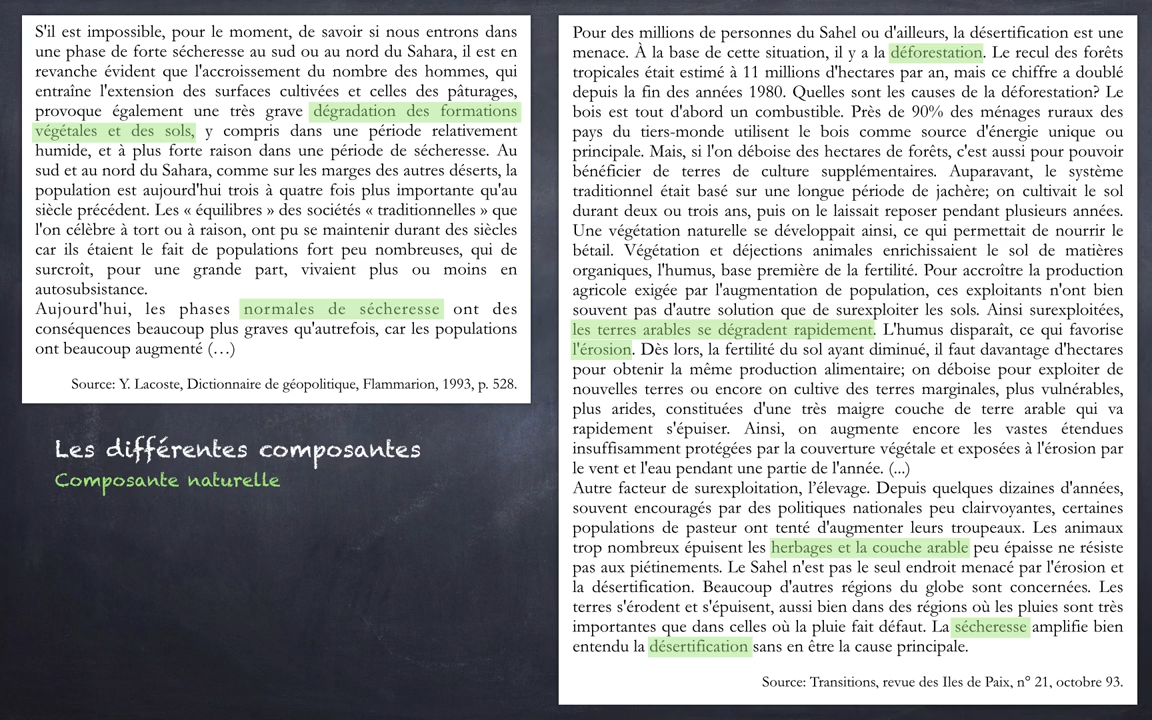 S'il est impossible, pour le moment, de savoir si nous entrons dans
une phase de forte sécheresse au sud ou au nord du Sahara, il est en
revanche évident que l'accroissement du nombre des hommes, qui
entraîne l'extension des surfaces cultivées et celles des pâturages,
provoque également une très grave dégradation des formations
végétales et des sols, y compris dans une période relativement
humide, et à plus forte raison dans une période de sécheresse. Au
sud et au nord du Sahara, comme sur les marges des autres déserts, la
population est aujourd'hui trois à quatre fois plus importante qu'au
siècle précédent. Les « équilibres » des sociétés « traditionnelles » que
l'on célèbre à tort ou à raison, ont pu se maintenir durant des siècles
car ils étaient le fait de populations fort peu nombreuses, qui de
surcroît, pour une grande part, vivaient plus ou moins en
autosubsistance.
Aujourd'hui, les phases normales de sécheresse ont des
conséquences beaucoup plus graves qu'autrefois, car les populations
ont beaucoup augmenté (…)
Source: Y. Lacoste, Dictionnaire de géopolitique, Flammarion, 1993, p. 528.
Les différentes composantes
Composante naturelle
Pour des millions de personnes du Sahel ou d'ailleurs, la désertification est une
menace. À la base de cette situation, il y a la déforestation. Le recul des forêts
tropicales était estimé à 11 millions d'hectares par an, mais ce chiffre a doublé
depuis la fin des années 1980. Quelles sont les causes de la déforestation? Le
bois est tout d'abord un combustible. Près de 90% des ménages ruraux des
pays du tiers-monde utilisent le bois comme source d'énergie unique ou
principale. Mais, si l'on déboise des hectares de forêts, c'est aussi pour pouvoir
bénéficier de terres de culture supplémentaires. Auparavant, le système
traditionnel était basé sur une longue période de jachère; on cultivait le sol
durant deux ou trois ans, puis on le laissait reposer pendant plusieurs années.
Une végétation naturelle se développait ainsi, ce qui permettait de nourrir le
bétail. Végétation et déjections animales enrichissaient le sol de matières
organiques, l'humus, base première de la fertilité. Pour accroître la production
agricole exigée par l'augmentation de population, ces exploitants n'ont bien
souvent pas d'autre solution que de surexploiter les sols. Ainsi surexploitées,
les terres arables se dégradent rapidement. L'humus disparaît, ce qui favorise
l'érosion. Dès lors, la fertilité du sol ayant diminué, il faut davantage d'hectares
pour obtenir la même production alimentaire; on déboise pour exploiter de
nouvelles terres ou encore on cultive des terres marginales, plus vulnérables,
plus arides, constituées d'une très maigre couche de terre arable qui va
rapidement s'épuiser. Ainsi, on augmente encore les vastes étendues
insuffisamment protégées par la couverture végétale et exposées à l'érosion par
le vent et l'eau pendant une partie de l'année. (...)
Autre facteur de surexploitation, l’élevage. Depuis quelques dizaines d'années,
souvent encouragés par des politiques nationales peu clairvoyantes, certaines
populations de pasteur ont tenté d'augmenter leurs troupeaux. Les animaux
trop nombreux épuisent les herbages et la couche arable peu épaisse ne résiste
pas aux piétinements. Le Sahel n'est pas le seul endroit menacé par l'érosion et
la désertification. Beaucoup d'autres régions du globe sont concernées. Les
terres s'érodent et s'épuisent, aussi bien dans des régions où les pluies sont très
importantes que dans celles où la pluie fait défaut. La sécheresse amplifie bien
entendu la désertification sans en être la cause principale.
Source: Transitions, revue des Iles de Paix, n° 21, octobre 93.